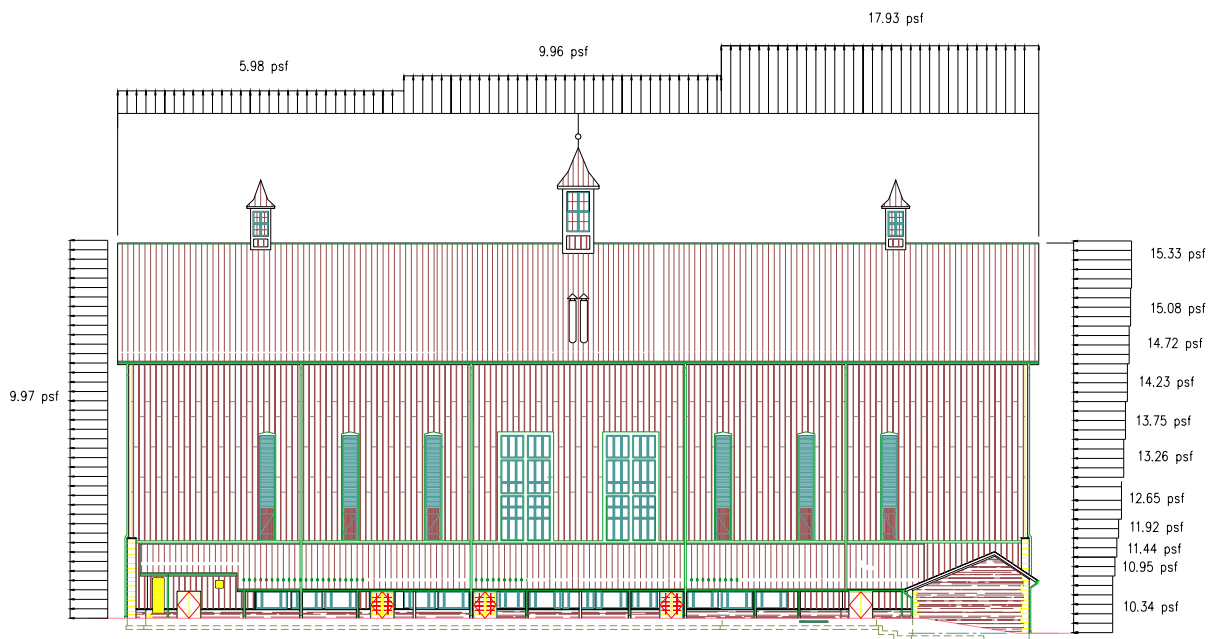 17.93 psf
9.96 psf
5.98 psf
15.33 psf
15.08 psf
14.72 psf
14.23 psf
9.97 psf
13.75 psf
13.26 psf
12.65 psf
11.92 psf
11.44 psf
10.95 psf
10.34 psf